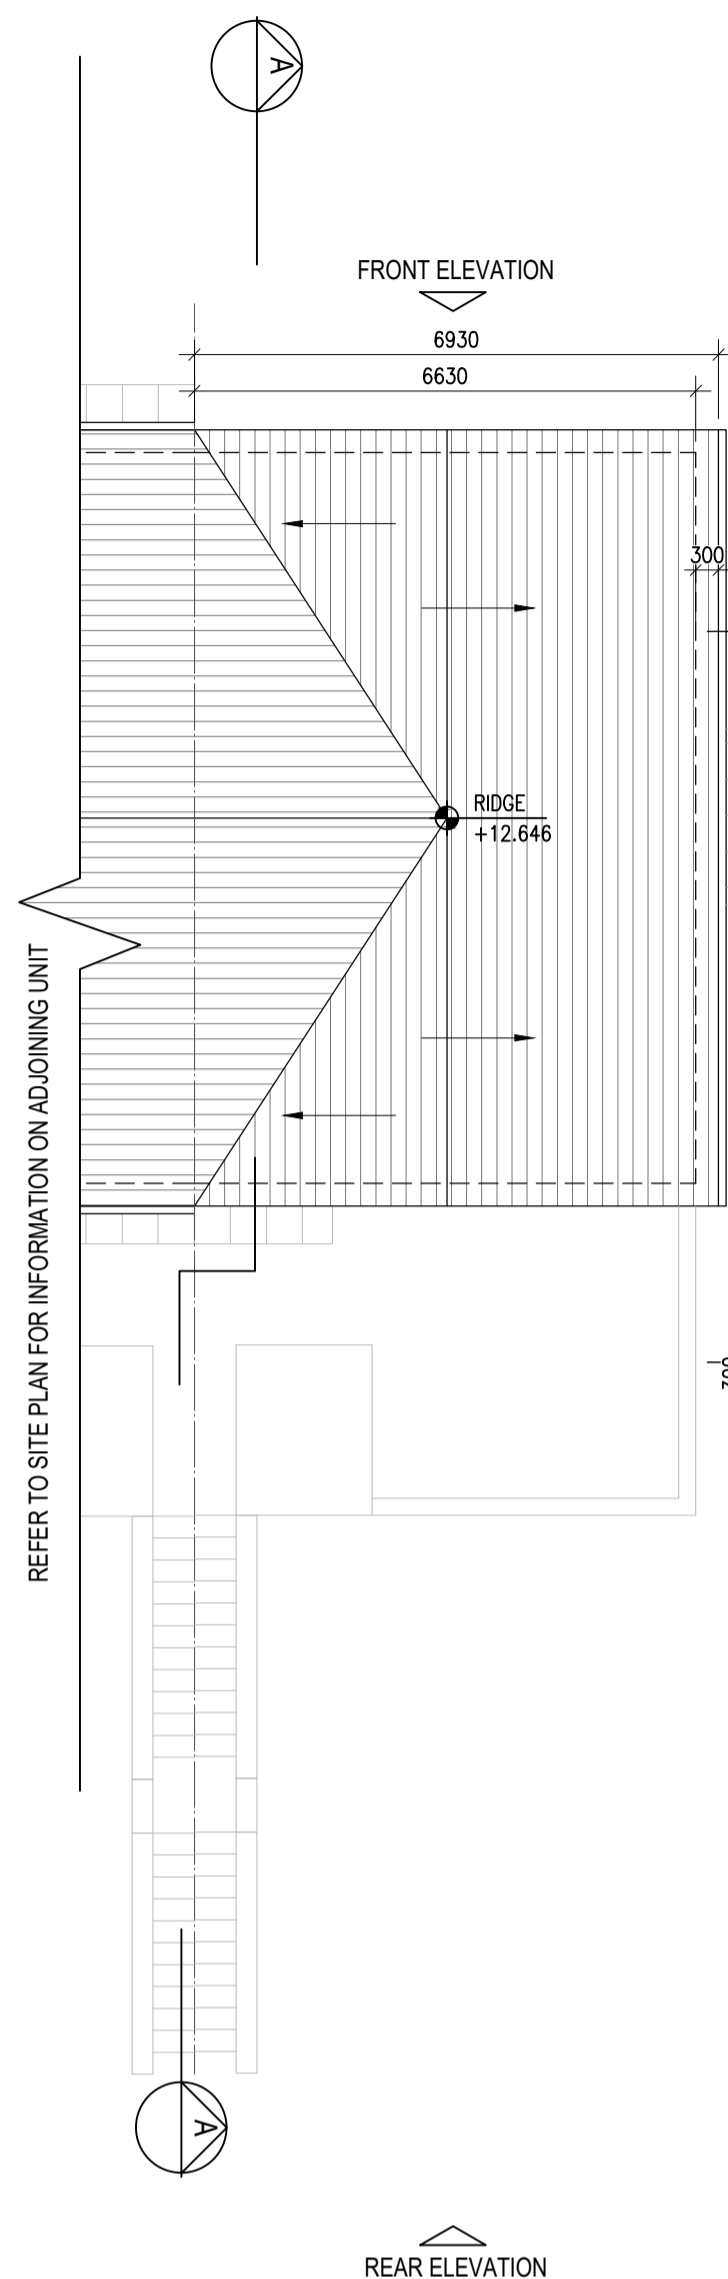 A
FRONT ELEVATION
6930
6630
300
RIDGE
+12.646
REFER TO SITE PLAN FOR INFORMATION ON ADJOINING UNIT
A
REAR ELEVATION